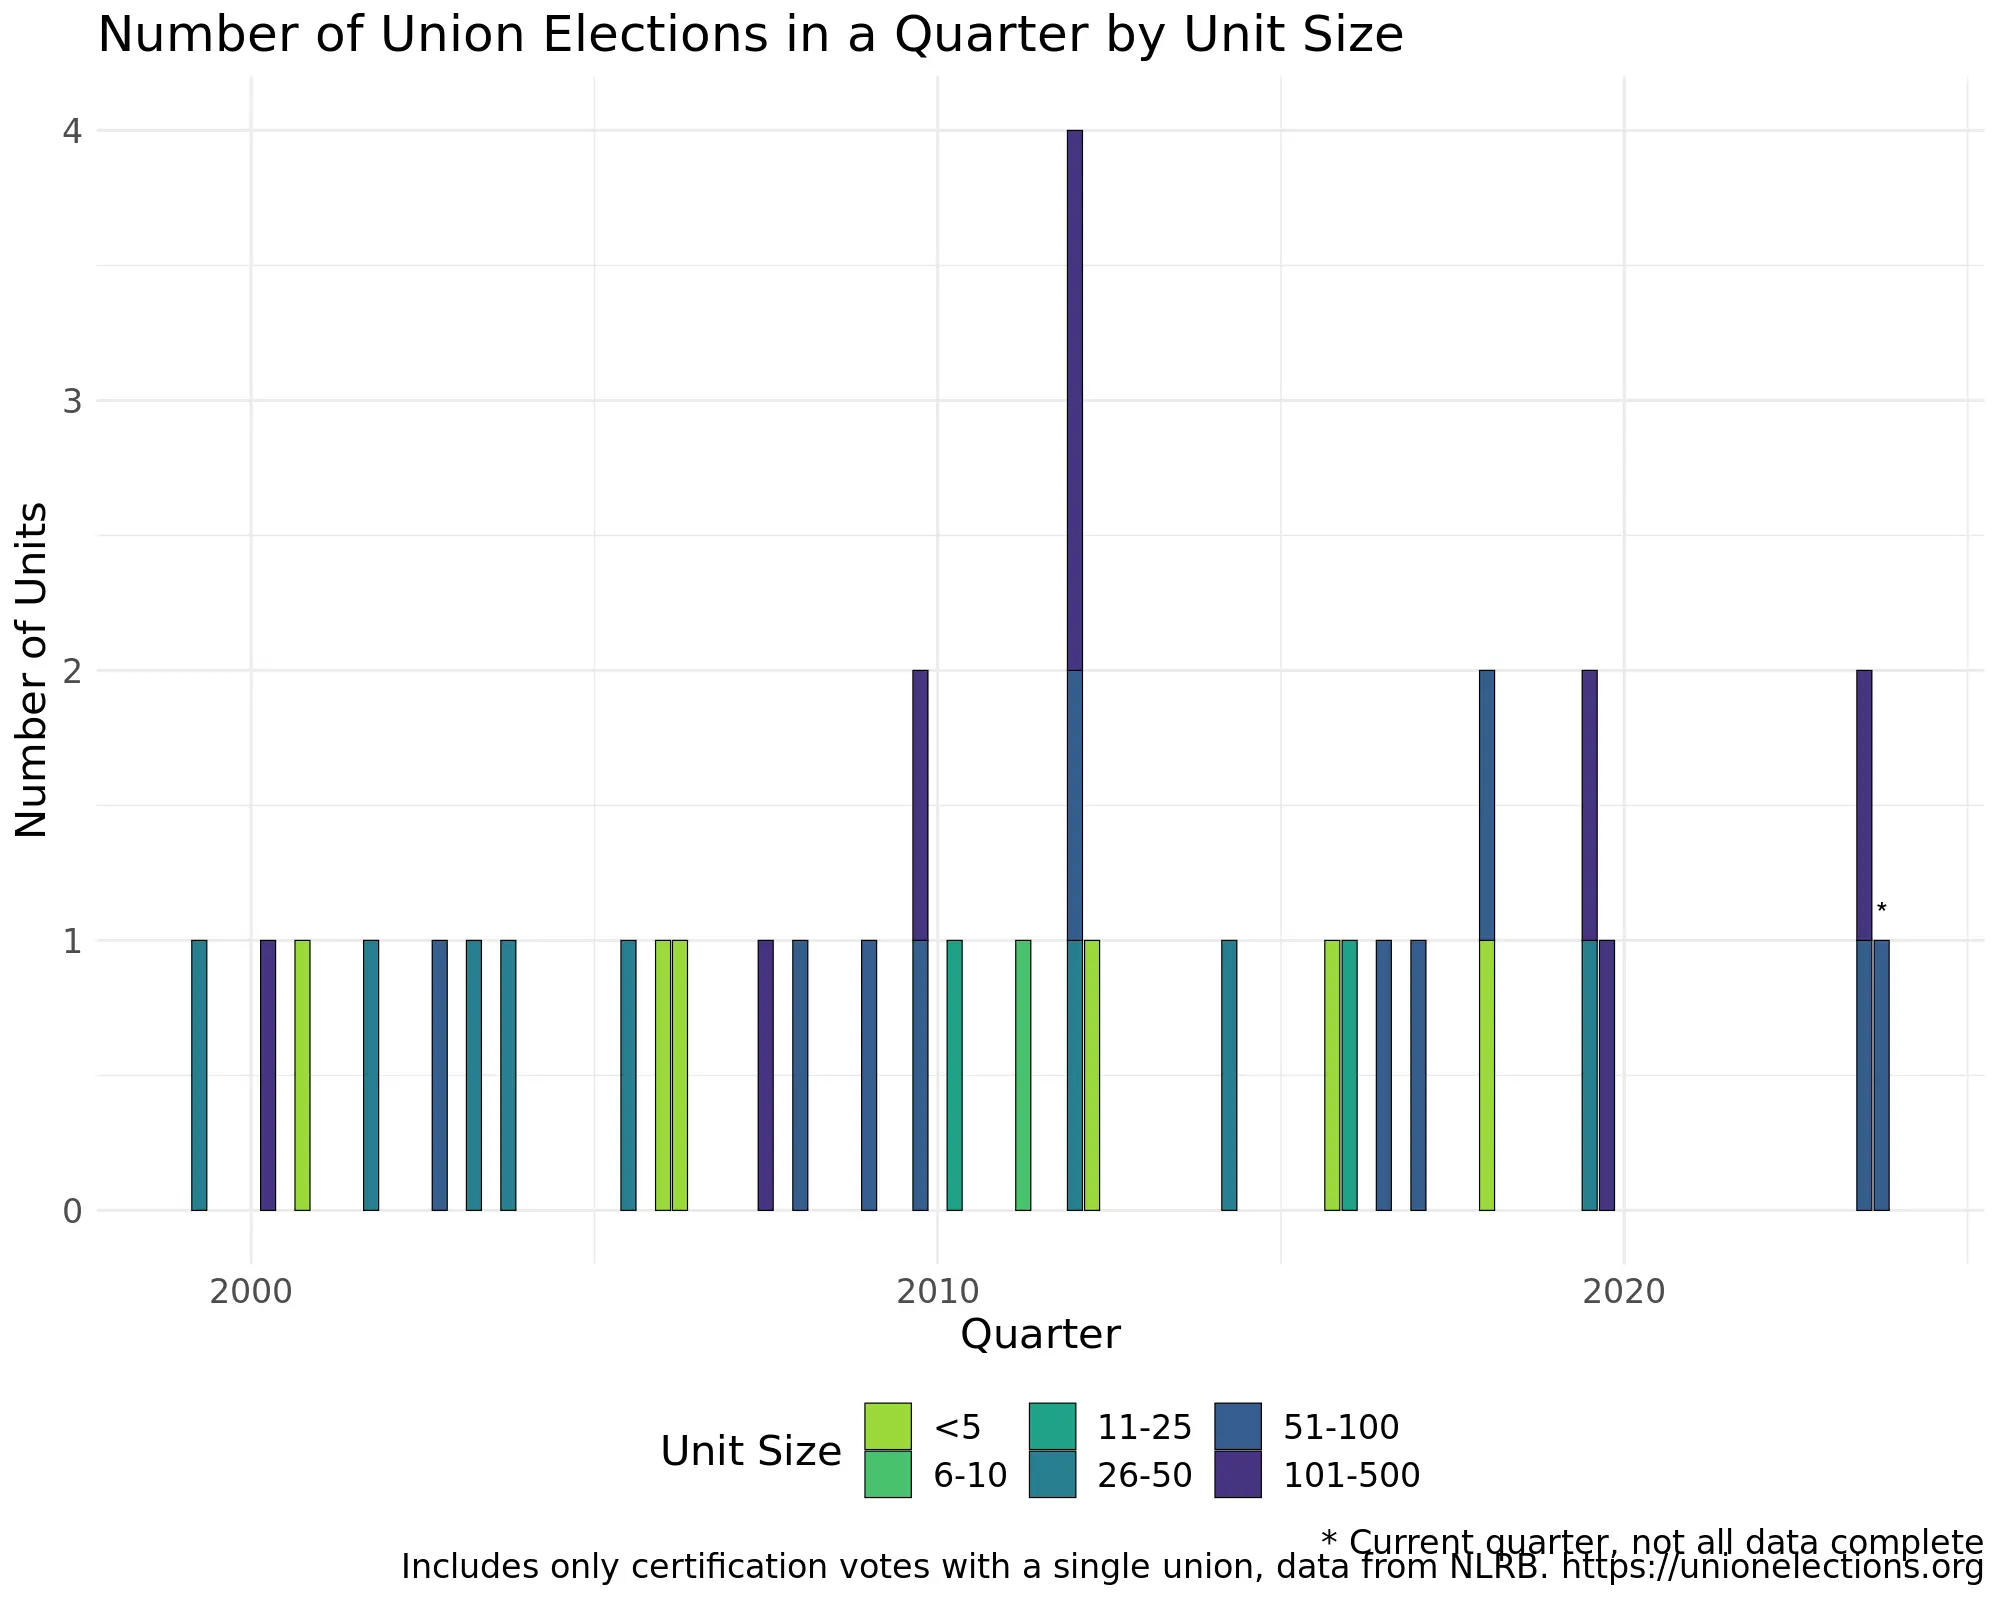 Number of Union Elections in a Quarter by Unit Size
Number of Units
4
3
2
1
0
*
2000 2010 2020
Quarter
Unit Size
<5 11-25 51-100
6-10 26-50 101-500
* Current quarter, not all data complete
Includes only certification votes with a single union, data from NLRB. https://unionelections.org